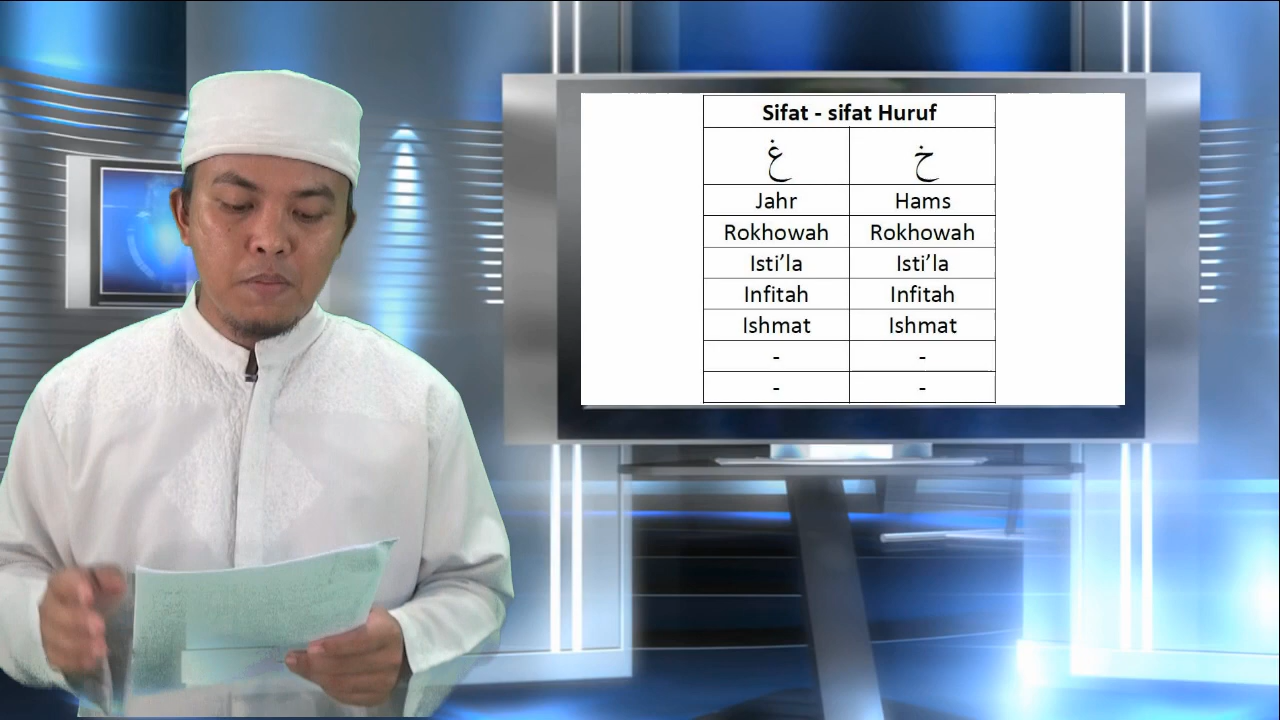 Sifat - sifat Huruf
غ خ
Jahr Hams
Rokhowah Rokhowah
Isti’la Isti’la
Infitah Infitah
Ishmat Ishmat
- -
- -